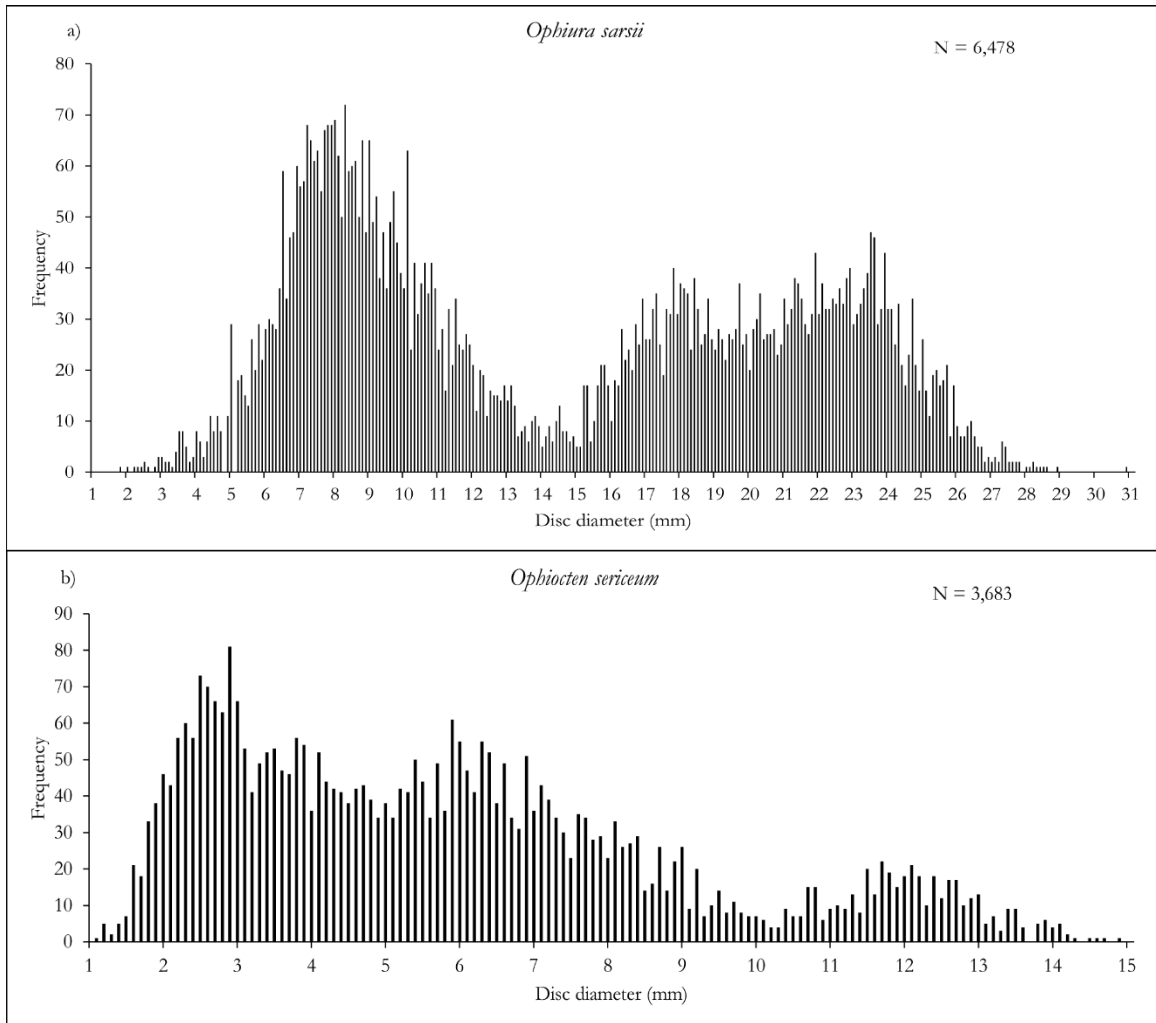 a)
Ophiura sarsii
N = 6,478
80
70
60
50
40
30
20
10
0
Frequency
1 2 3 4 5 6 7 8 9 10 11 12 13 14 15 16 17 18 19 20 21 22 23 24 25 26 27 28 29 30 31
Disc diameter (mm)
b)
Ophiocten sericeum
N = 3,683
90
80
70
60
50
40
30
20
10
0
Frequency
1 2 3 4 5 6 7 8 9 10 11 12 13 14 15
Disc diameter (mm)